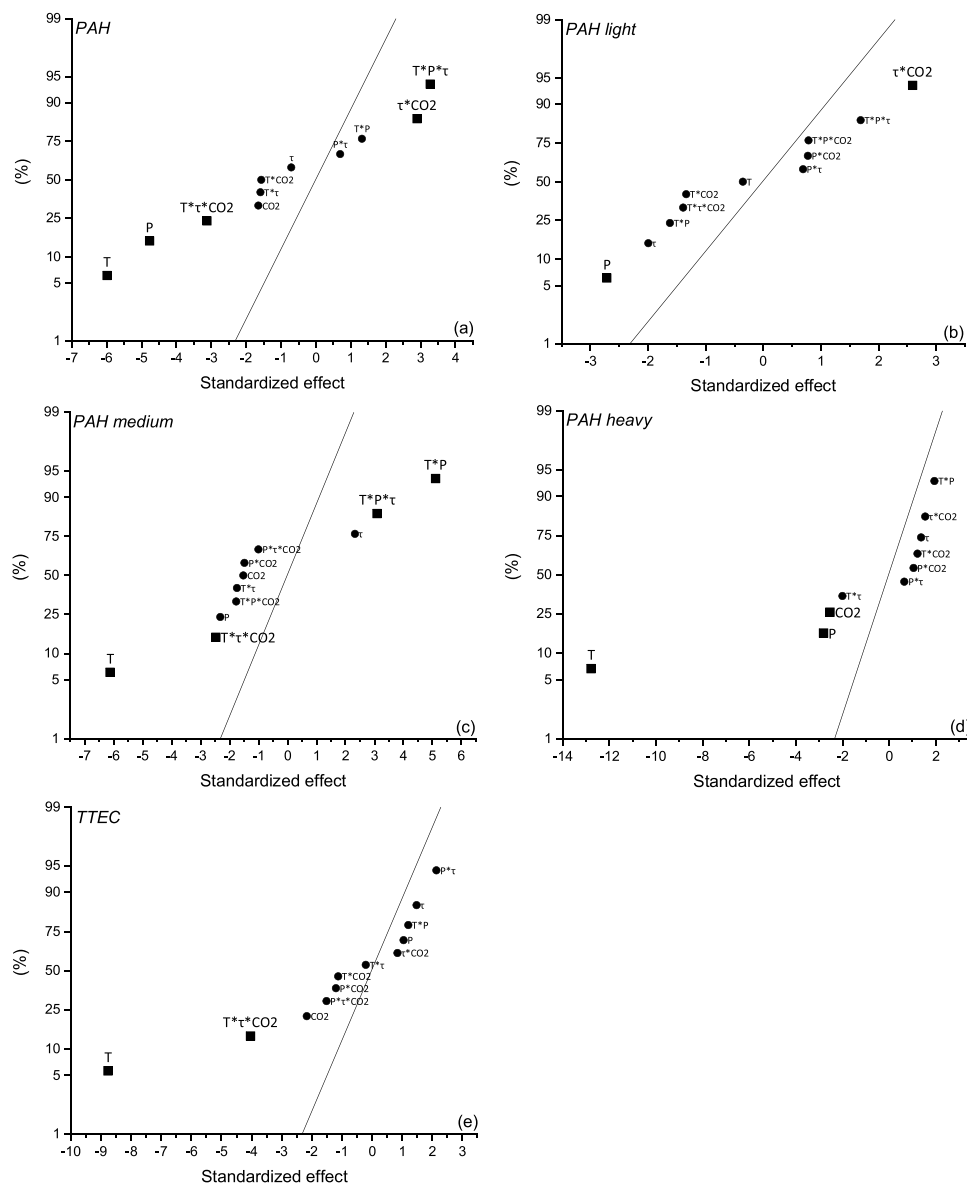 PAH
99
95
90
75
50
25
10
5
1
(%)
T*P*τ
τ*CO2
T*P
P*τ
τ
T*CO2
T*τ
CO2
T*τ*CO2
P
T
(a)
-7 -6 -5 -4 -3 -2 -1 0 1 2 3 4
Standardized effect
PAH light
99
95
90
75
50
25
10
5
1
(%)
τ*CO2
T*P*τ
T*P*CO2
P*CO2
P*τ
T
T*CO2
T*τ*CO2
T*P
τ
P
(b)
-3 -2 -1 0 1 2 3
Standardized effect
PAH medium
99
95
90
75
50
25
10
5
1
(%)
T*P
T*P*τ
τ
P*τ*CO2
P*CO2
CO2
T*τ
T*P*CO2
P
T*τ*CO2
T
(c)
-7 -6 -5 -4 -3 -2 -1 0 1 2 3 4 5 6
Standardized effect
PAH heavy
99
95
90
75
50
25
10
5
1
(%)
T*P
τ*CO2
τ
T*CO2
P*CO2
P*τ
T*τ
CO2
P
T
(d)
-14 -12 -10 -8 -6 -4 -2 0 2
Standardized effect
TTEC
99
95
90
75
50
25
10
5
1
(%)
P*τ
τ
T*P
P
τ*CO2
T*τ
T*CO2
P*CO2
P*τ*CO2
CO2
T*τ*CO2
T
(e)
-10 -9 -8 -7 -6 -5 -4 -3 -2 -1 0 1 2 3
Standardized effect